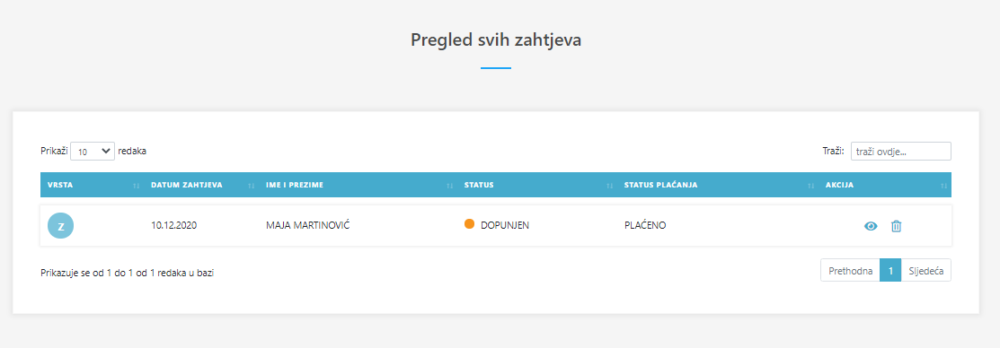 Pregled svih zahtjeva
Prikaži 10 redaka Traži: traži ovdje...
VRSTA DATUM ZAHTJEVA IME I PREZIME STATUS STATUS PLAĆANJA AKCIJA
Z 10.12.2020 MAJA MARTINOVIĆ DOPUNJEN PLAĆENO
Prikazuje se od 1 do 1 od 1 redaka u bazi Prethodna 1 Sljedeća